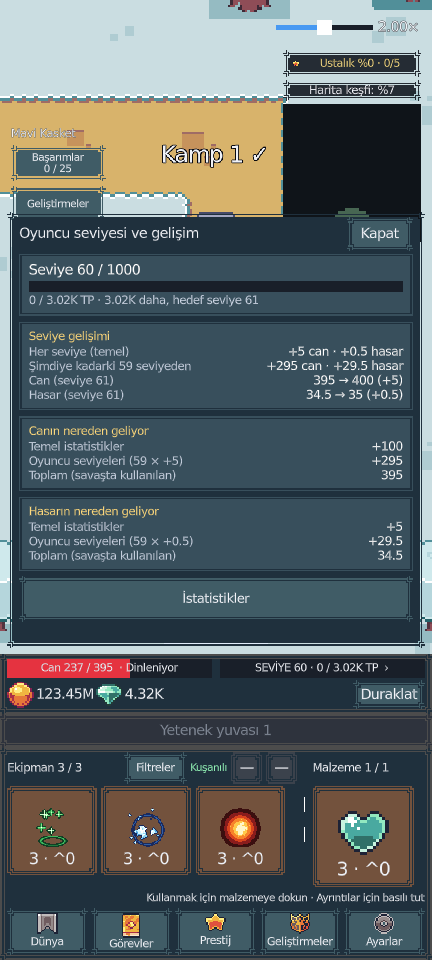 2.00×
Ustalık %0 · 0/5
Harita keşfi: %7
Mavi Kasket
Başarımlar
0 / 25
Kamp 1 ✓
Geliştirmeler
Oyuncu seviyesi ve gelişim
Kapat
Seviye 60 / 1000
0 / 3.02K TP · 3.02K daha, hedef seviye 61
Seviye gelişimi
Her seviye (temel) +5 can · +0.5 hasar
Şimdiye kadarki 59 seviyeden +295 can · +29.5 hasar
Can (seviye 61) 395 → 400 (+5)
Hasar (seviye 61) 34.5 → 35 (+0.5)
Canın nereden geliyor
Temel istatistikler +100
Oyuncu seviyeleri (59 × +5) +295
Toplam (savaşta kullanılan) 395
Hasarın nereden geliyor
Temel istatistikler +5
Oyuncu seviyeleri (59 × +0.5) +29.5
Toplam (savaşta kullanılan) 34.5
İstatistikler
Can 237 / 395 · Dinleniyor
SEVİYE 60 · 0 / 3.02K TP ›
123.45M 4.32K
Duraklat
Yetenek yuvası 1
Ekipman 3 / 3 Filtreler Kuşanılı — — Malzeme 1 / 1
3 · ^0 3 · ^0 3 · ^0 3 · ^0
Kullanmak için malzemeye dokun · Ayrıntılar için basılı tut
Dünya Görevler Prestij Geliştirmeler Ayarlar